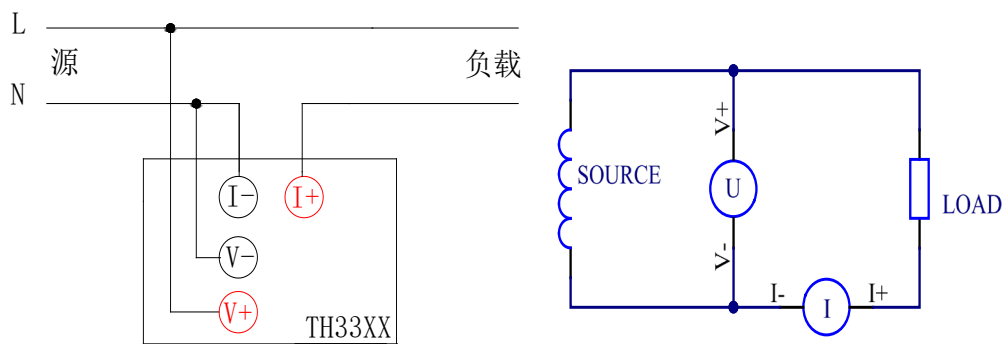 L
源 负载
N
I- I+
V-
V+
TH33XX
V+
SOURCE U LOAD
V-
I- I I+